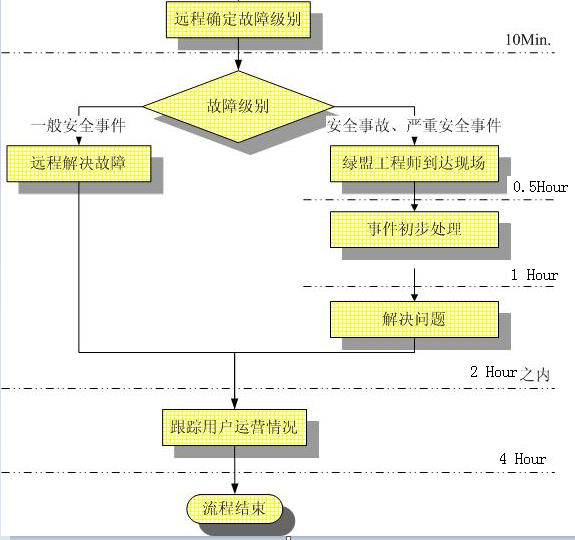 远程确定故障级别
10Min.
故障级别
一般安全事件
安全事故、严重安全事件
远程解决故障
绿盟工程师到达现场
0.5Hour
事件初步处理
1 Hour
解决问题
2 Hour之内
跟踪用户运营情况
4 Hour
流程结束